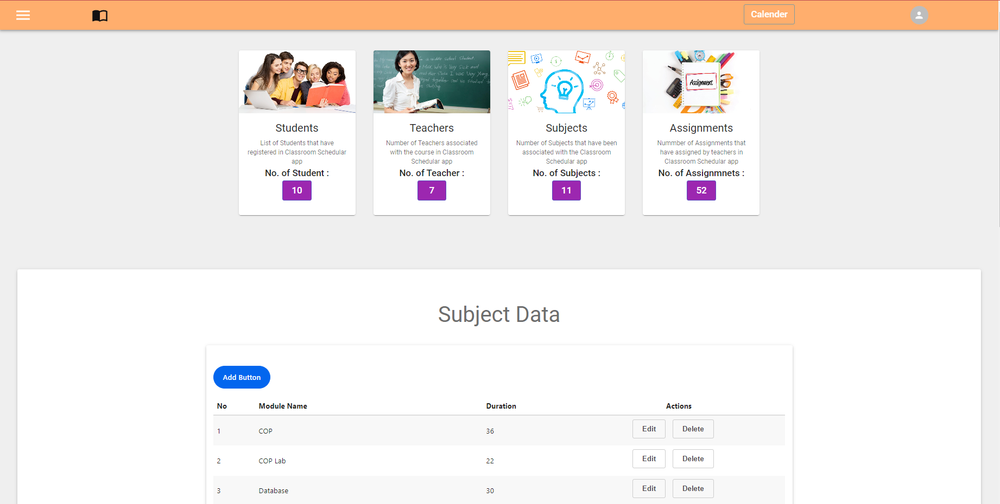 Calender
Assignment
Students
List of Students that have
registered in Classroom Schedular
app
No. of Student :
10
Teachers
Number of Teachers associated
with the course in Classroom
Schedular app
No. of Teacher :
7
Subjects
Number of Subjects that have been
associated with the Classroom
Schedular app
No. of Subjects :
11
Assignments
Nummber of Assignments that
have assigned by teachers in
Classroom Schedular app
No. of Assignmnets :
52
Subject Data
Add Button
No Module Name Duration Actions
1 COP 36 Edit Delete
2 COP Lab 22 Edit Delete
3 Database 30 Edit Delete